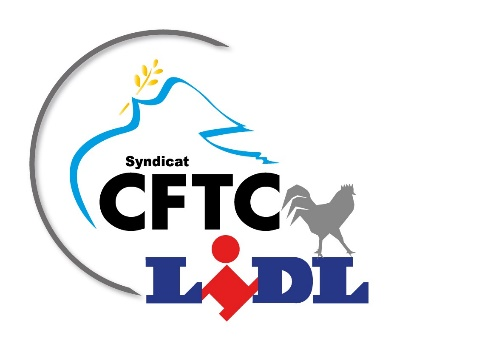 Syndicat
CFTC
LiDL